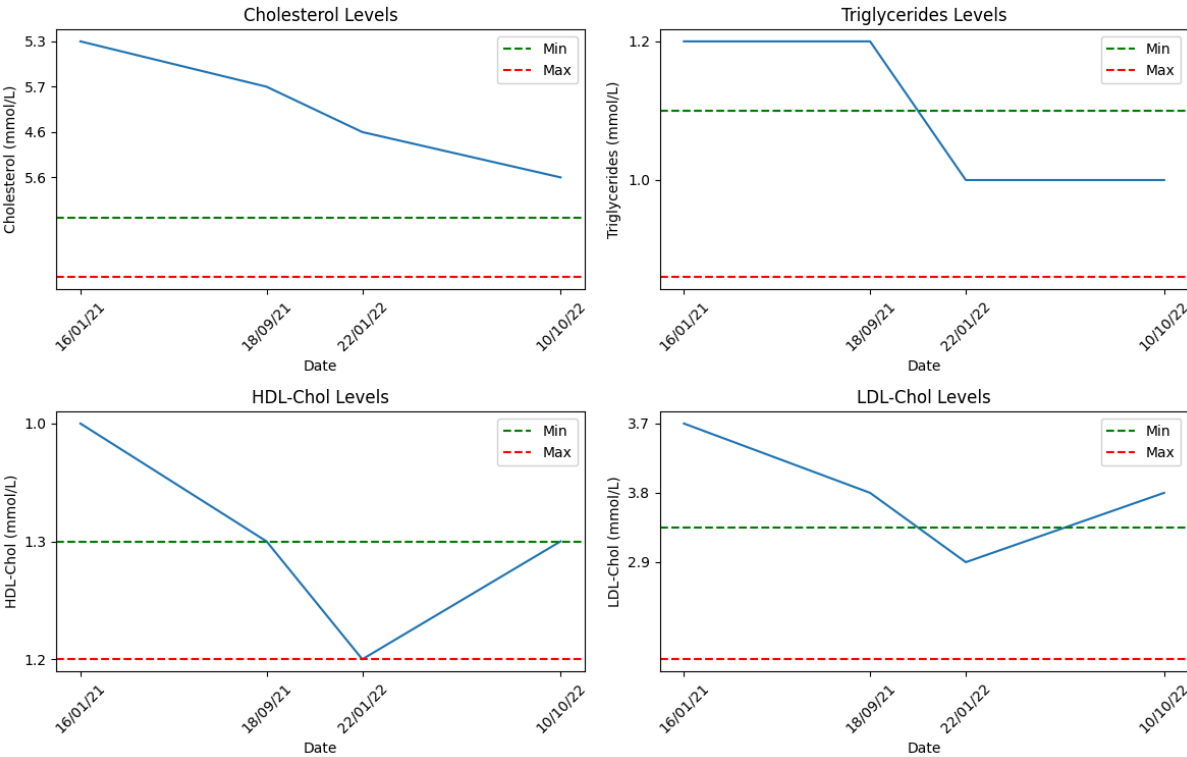 Cholesterol Levels
Cholesterol (mmol/L)
5.3
5.7
4.6
5.6
Min
Max
16/01/21
18/09/21
22/01/22
10/10/22
Date
Triglycerides Levels
Triglycerides (mmol/L)
1.2
1.0
Min
Max
16/01/21
18/09/21
22/01/22
10/10/22
Date
HDL-Chol Levels
HDL-Chol (mmol/L)
1.0
1.3
1.2
Min
Max
16/01/21
18/09/21
22/01/22
10/10/22
Date
LDL-Chol Levels
LDL-Chol (mmol/L)
3.7
3.8
2.9
Min
Max
16/01/21
18/09/21
22/01/22
10/10/22
Date